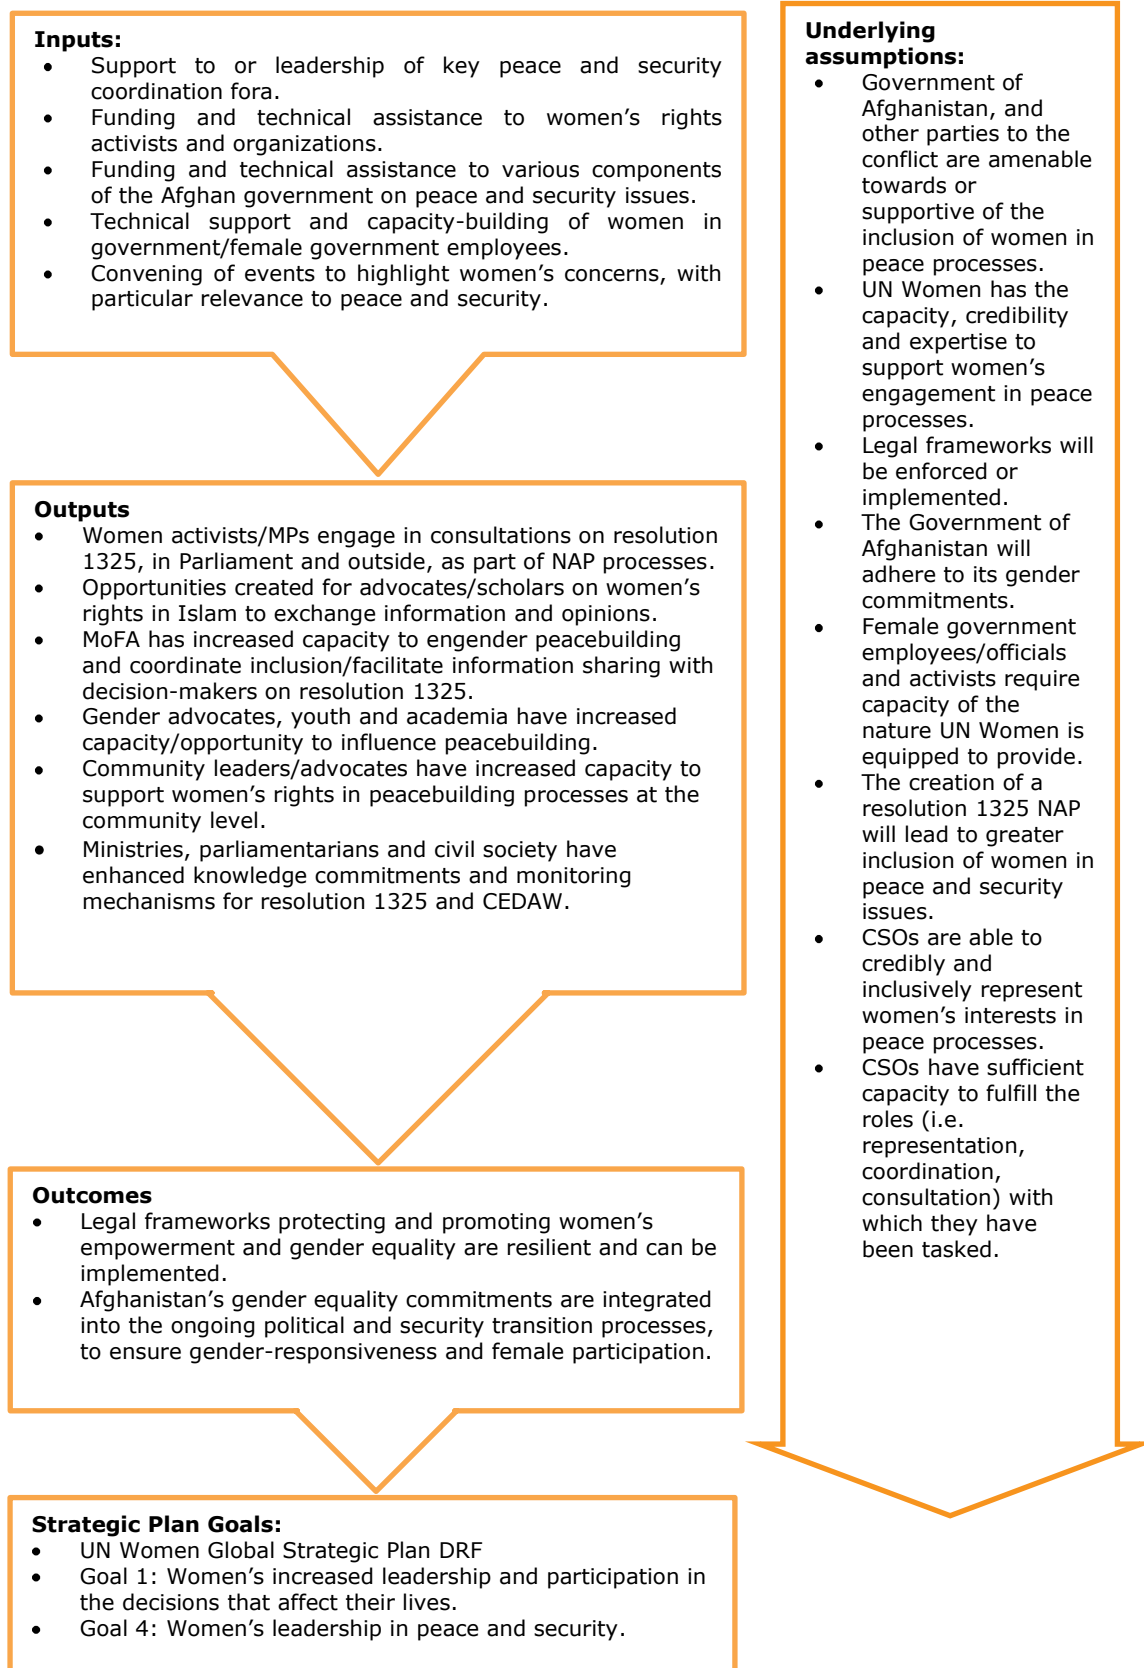 Inputs:
• Support to or leadership of key peace and security
coordination fora.
• Funding and technical assistance to women’s rights
activists and organizations.
• Funding and technical assistance to various components
of the Afghan government on peace and security issues.
• Technical support and capacity-building of women in
government/female government employees.
• Convening of events to highlight women’s concerns, with
particular relevance to peace and security.
Outputs
• Women activists/MPs engage in consultations on resolution
1325, in Parliament and outside, as part of NAP processes.
• Opportunities created for advocates/scholars on women’s
rights in Islam to exchange information and opinions.
• MoFA has increased capacity to engender peacebuilding
and coordinate inclusion/facilitate information sharing with
decision-makers on resolution 1325.
• Gender advocates, youth and academia have increased
capacity/opportunity to influence peacebuilding.
• Community leaders/advocates have increased capacity to
support women’s rights in peacebuilding processes at the
community level.
• Ministries, parliamentarians and civil society have
enhanced knowledge commitments and monitoring
mechanisms for resolution 1325 and CEDAW.
Outcomes
• Legal frameworks protecting and promoting women’s
empowerment and gender equality are resilient and can be
implemented.
• Afghanistan’s gender equality commitments are integrated
into the ongoing political and security transition processes,
to ensure gender-responsiveness and female participation.
Strategic Plan Goals:
• UN Women Global Strategic Plan DRF
• Goal 1: Women’s increased leadership and participation in
the decisions that affect their lives.
• Goal 4: Women’s leadership in peace and security.
Underlying
assumptions:
• Government of
Afghanistan, and
other parties to the
conflict are amenable
towards or
supportive of the
inclusion of women in
peace processes.
• UN Women has the
capacity, credibility
and expertise to
support women’s
engagement in peace
processes.
• Legal frameworks will
be enforced or
implemented.
• The Government of
Afghanistan will
adhere to its gender
commitments.
• Female government
employees/officials
and activists require
capacity of the
nature UN Women is
equipped to provide.
• The creation of a
resolution 1325 NAP
will lead to greater
inclusion of women in
peace and security
issues.
• CSOs are able to
credibly and
inclusively represent
women’s interests in
peace processes.
• CSOs have sufficient
capacity to fulfill the
roles (i.e.
representation,
coordination,
consultation) with
which they have
been tasked.